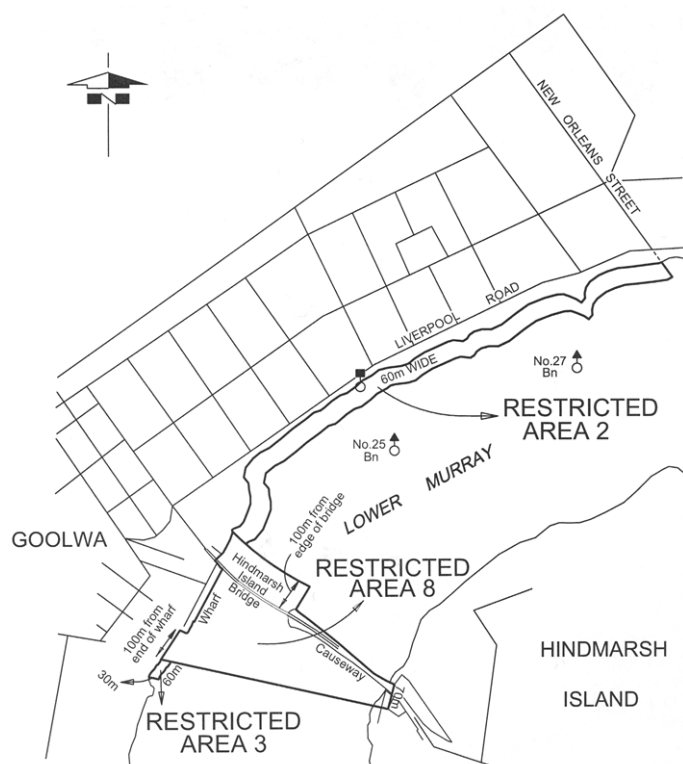 N
NEW ORLEANS STREET
LIVERPOOL ROAD
60m WIDE
No.27
Bn
RESTRICTED
AREA 2
No.25
Bn
LOWER MURRAY
GOOLWA
100m from
edge of bridge
Hindmarsh
Island
Bridge
RESTRICTED
AREA 8
Wharf
100m from
end of wharf
Causeway
HINDMARSH
ISLAND
30m
60m
70m
RESTRICTED
AREA 3